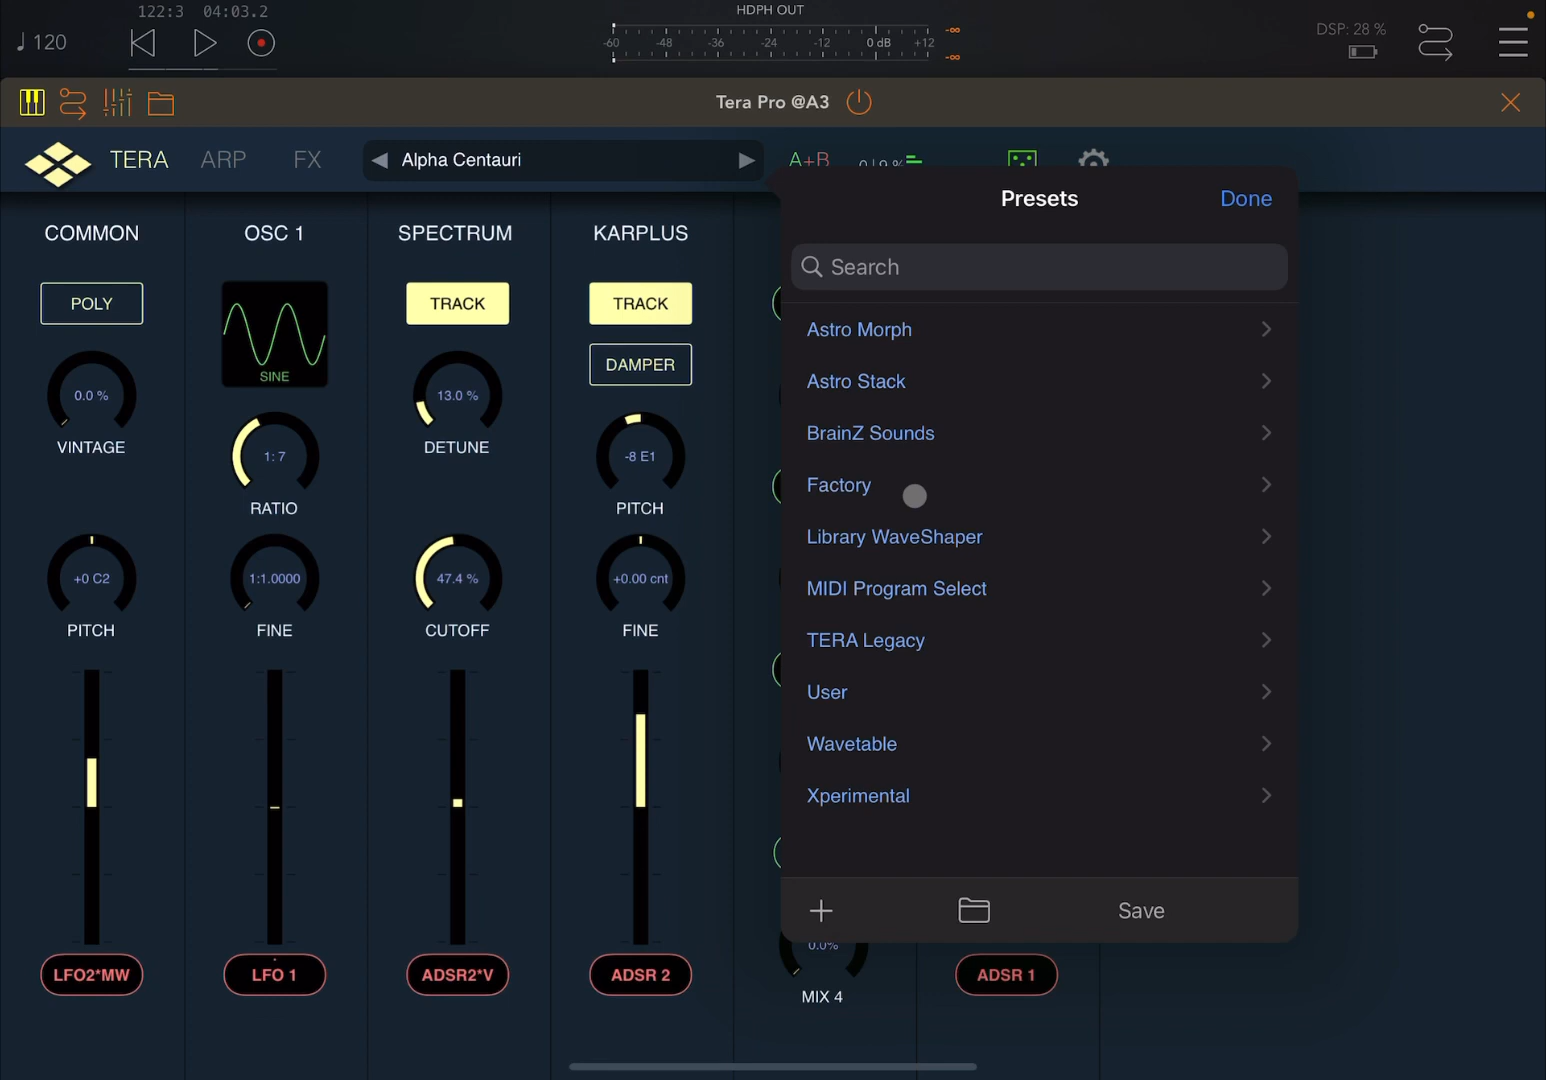 122:3 04:03.2
HDPH OUT
♩ 120
-60 -48 -36 -24 -12 0 dB +12
-∞
-∞
DSP: 28 %
Tera Pro @A3
TERA ARP FX
Alpha Centauri
A+B
Presets
Done
Search
Astro Morph
Astro Stack
BrainZ Sounds
Factory
Library WaveShaper
MIDI Program Select
TERA Legacy
User
Wavetable
Xperimental
Save
COMMON
POLY
0.0 %
VINTAGE
+0 C2
PITCH
LFO2*MW
OSC 1
SINE
1: 7
RATIO
1:1.0000
FINE
LFO 1
SPECTRUM
TRACK
13.0 %
DETUNE
47.4 %
CUTOFF
ADSR2*V
KARPLUS
TRACK
DAMPER
-8 E1
PITCH
+0.00 cnt
FINE
ADSR 2
0.0%
MIX 4
ADSR 1